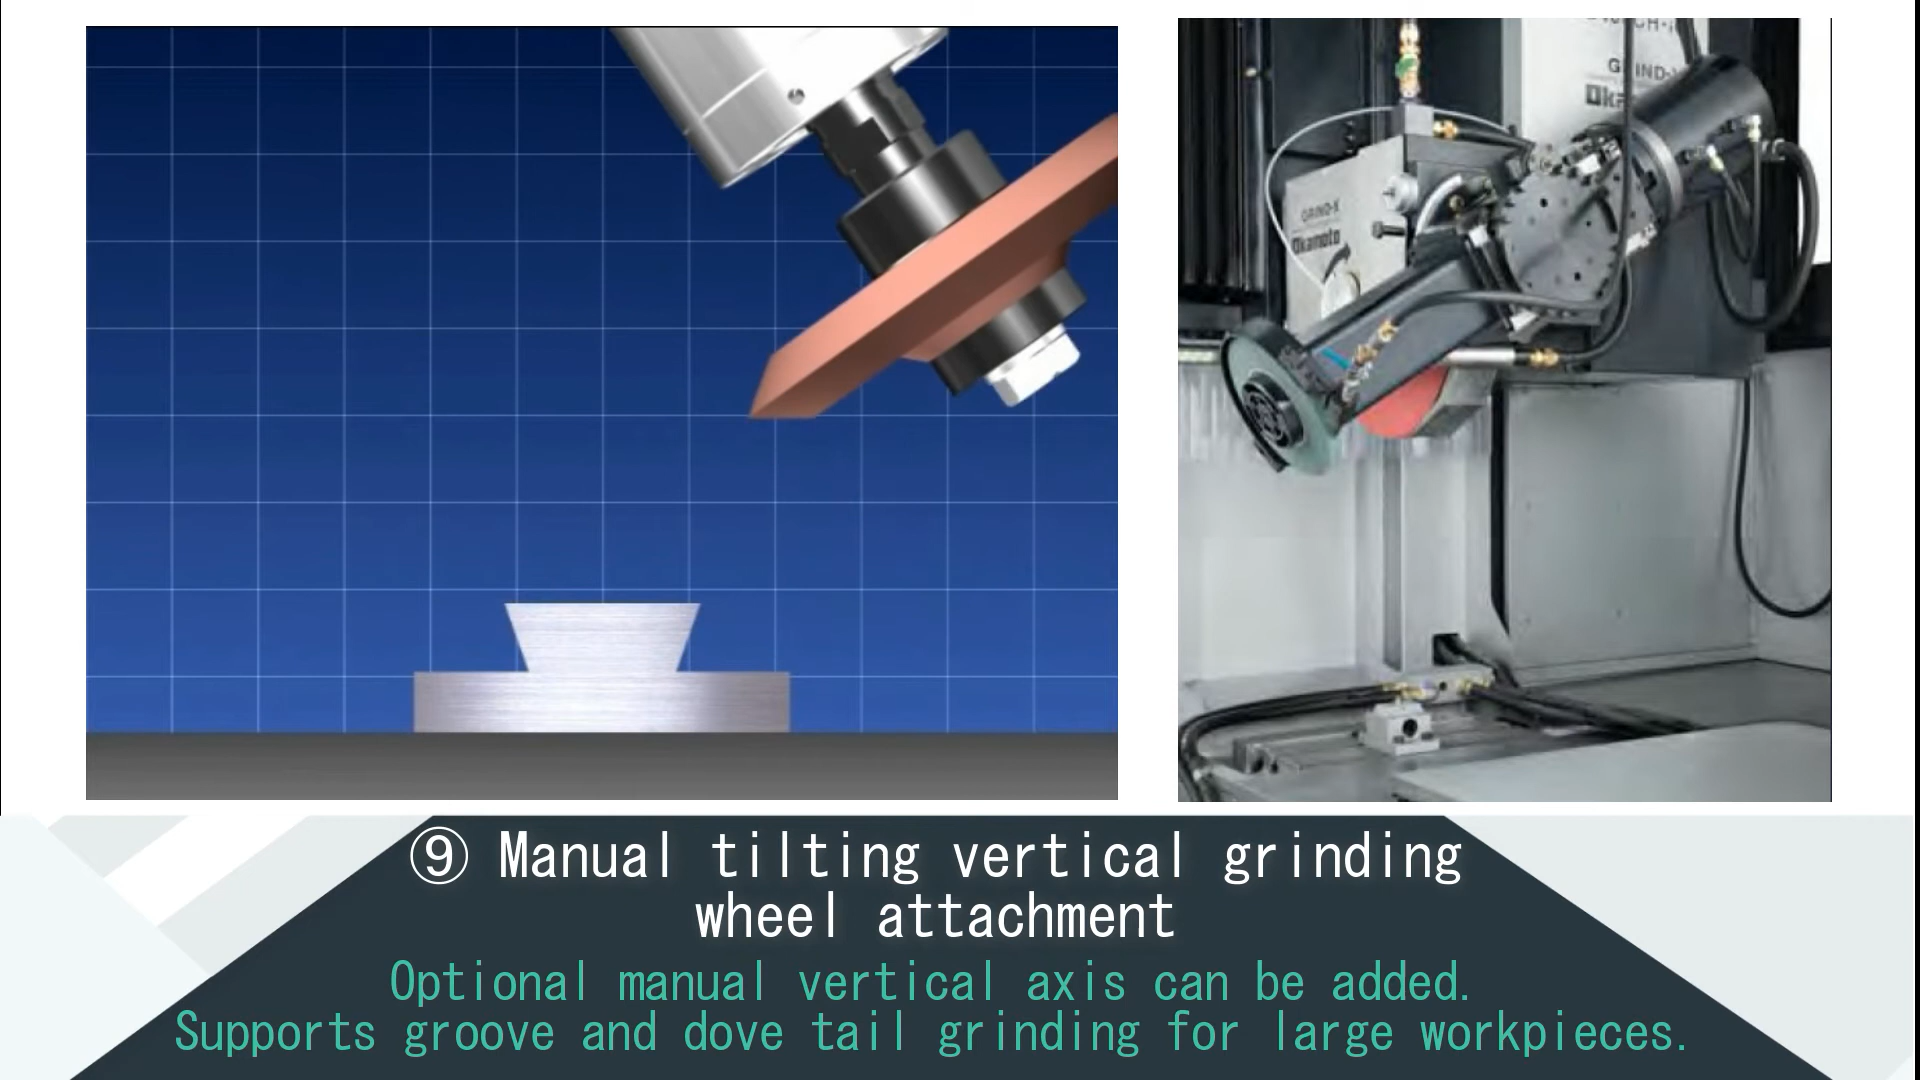 GRIND-X
Okamoto
⑨ Manual tilting vertical grinding
wheel attachment
Optional manual vertical axis can be added.
Supports groove and dove tail grinding for large workpieces.